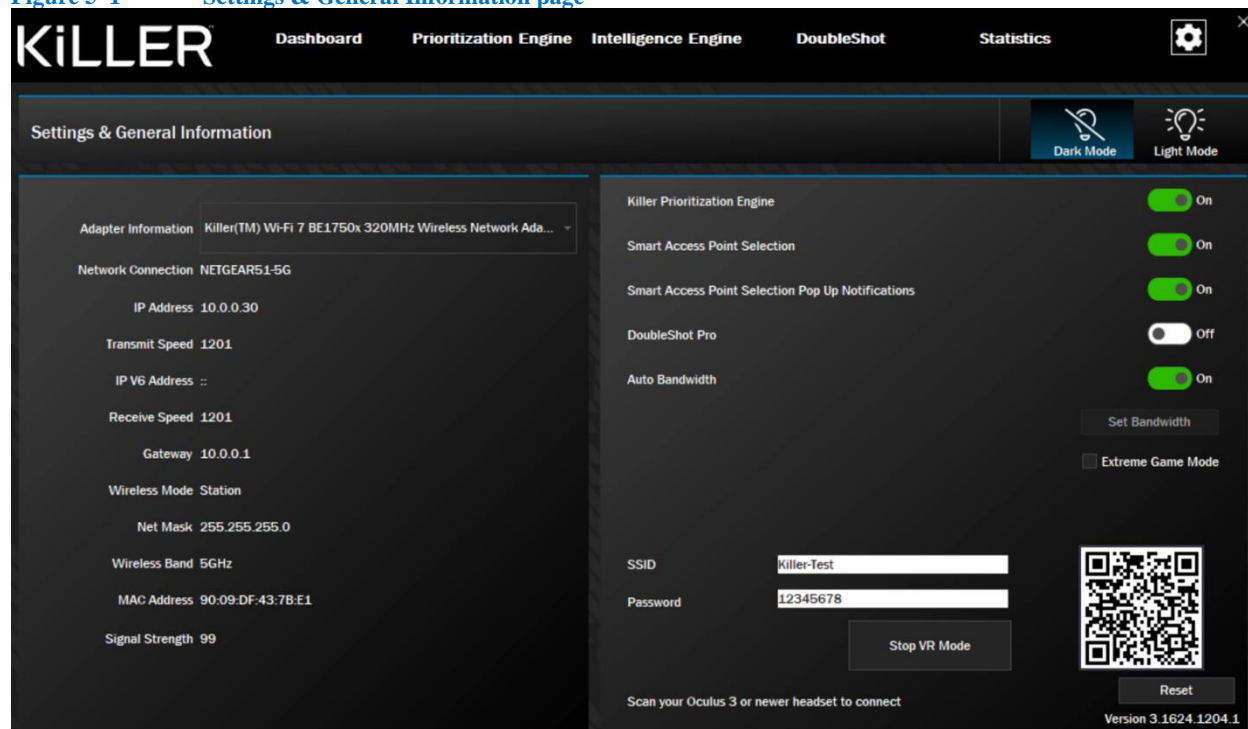 Figure 5-1 Settings & General Information page
KiLLER
Dashboard Prioritization Engine Intelligence Engine DoubleShot Statistics
Settings & General Information
Dark Mode Light Mode
Adapter Information Killer(TM) Wi-Fi 7 BE1750x 320MHz Wireless Network Ada...
Network Connection NETGEAR51-5G
IP Address 10.0.0.30
Transmit Speed 1201
IP V6 Address ::
Receive Speed 1201
Gateway 10.0.0.1
Wireless Mode Station
Net Mask 255.255.255.0
Wireless Band 5GHz
MAC Address 90:09:DF:43:7B:E1
Signal Strength 99
Killer Prioritization Engine On
Smart Access Point Selection On
Smart Access Point Selection Pop Up Notifications On
DoubleShot Pro Off
Auto Bandwidth On
Set Bandwidth
Extreme Game Mode
SSID Killer-Test
Password 12345678
Stop VR Mode
Scan your Oculus 3 or newer headset to connect
Reset
Version 3.1624.1204.1